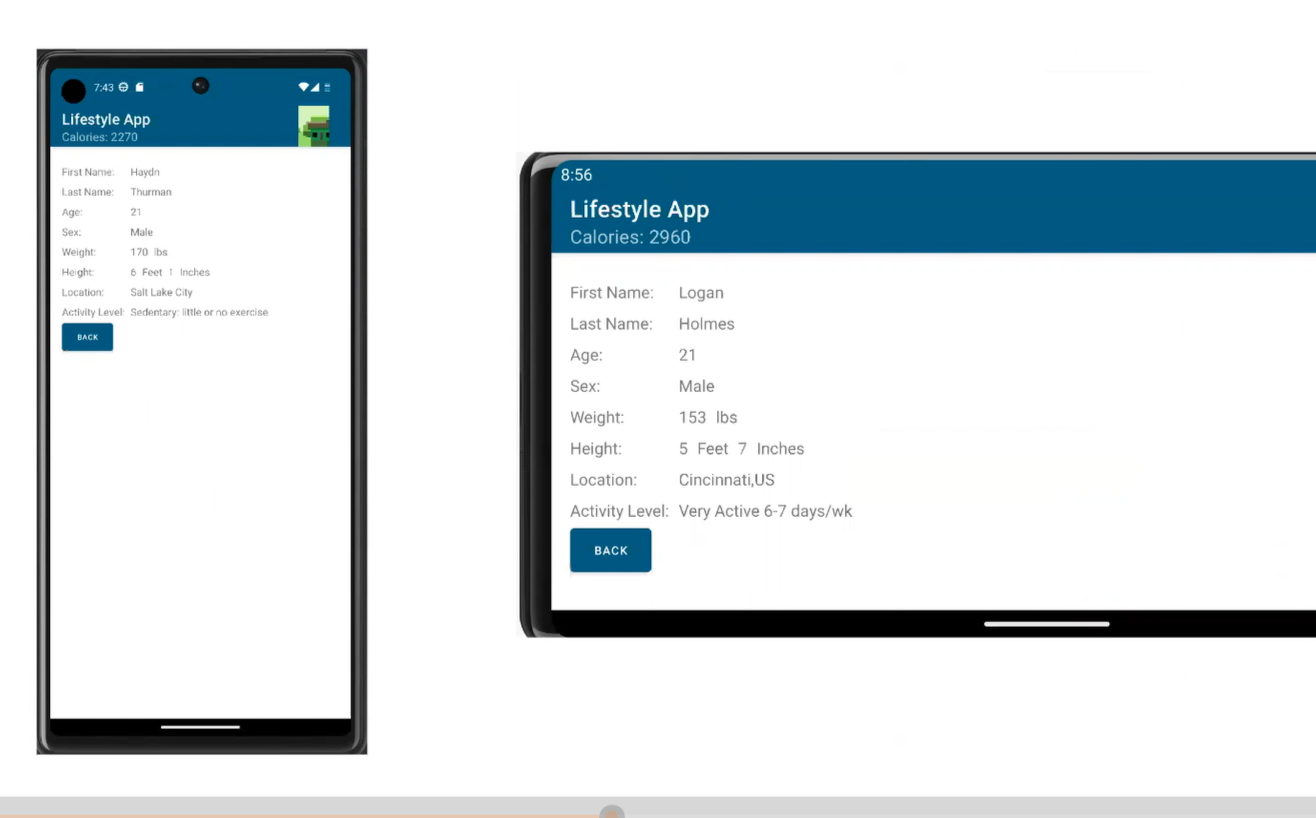 7:43
Lifestyle App
Calories: 2270
First Name: Haydn
Last Name: Thurman
Age: 21
Sex: Male
Weight: 170 lbs
Height: 6 Feet 1 Inches
Location: Salt Lake City
Activity Level: Sedentary: little or no exercise
BACK
8:56
Lifestyle App
Calories: 2960
First Name: Logan
Last Name: Holmes
Age: 21
Sex: Male
Weight: 153 lbs
Height: 5 Feet 7 Inches
Location: Cincinnati,US
Activity Level: Very Active 6-7 days/wk
BACK